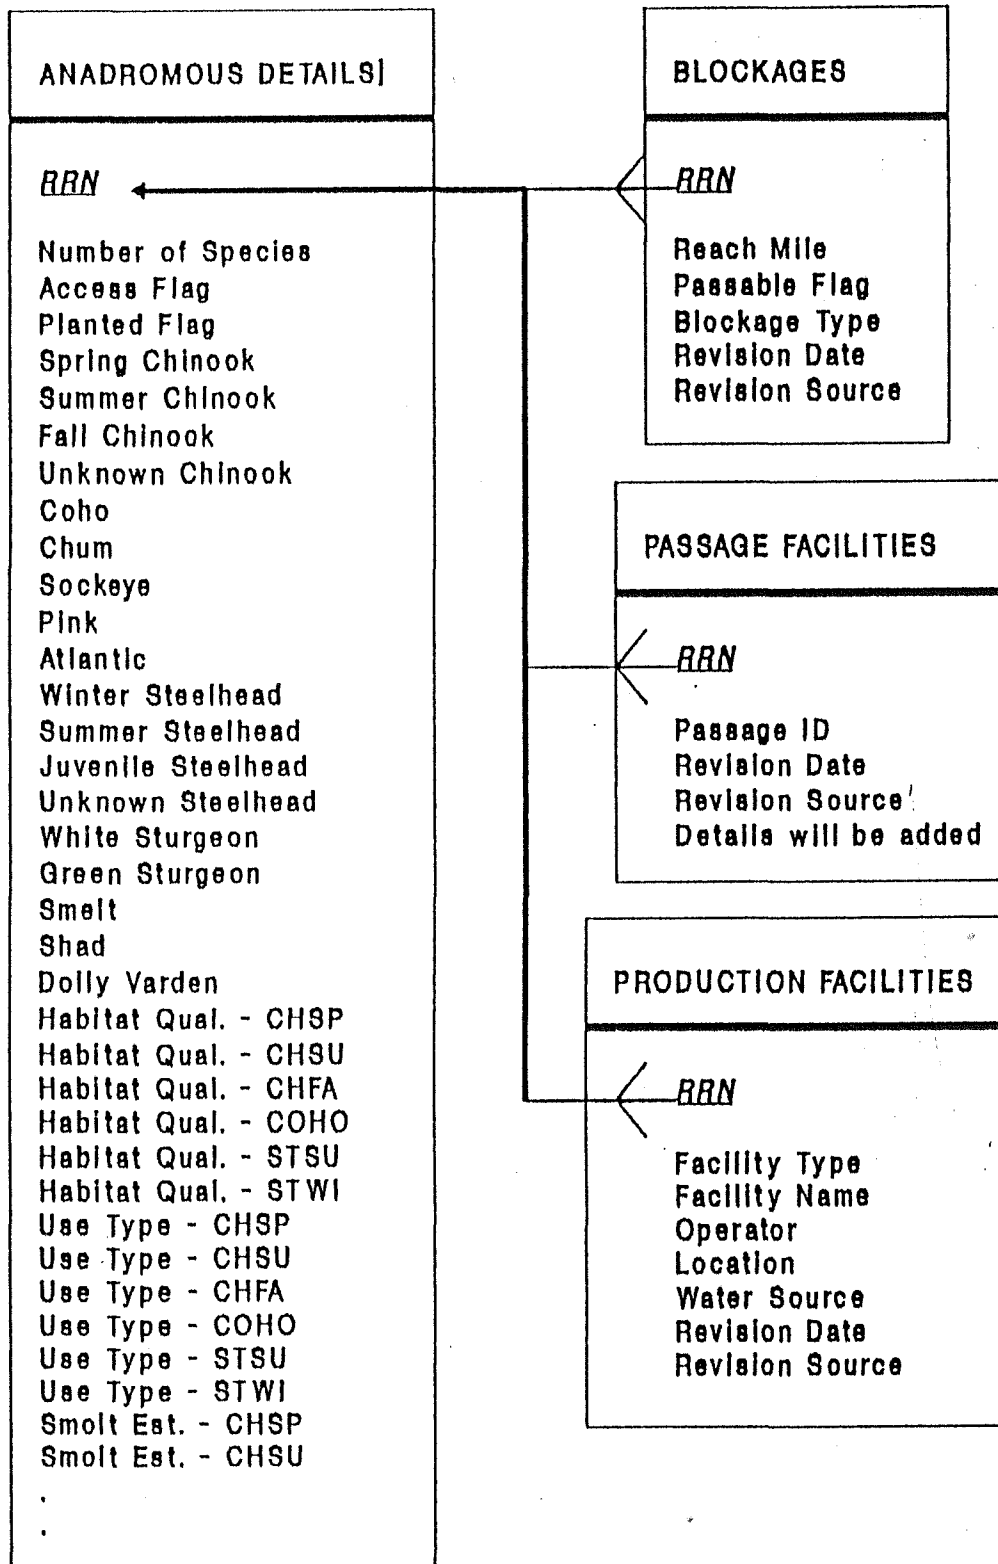 ANADROMOUS DETAILS
RRN
Number of Species
Access Flag
Planted Flag
Spring Chinook
Summer Chinook
Fall Chinook
Unknown Chinook
Coho
Chum
Sockeye
Pink
Atlantic
Winter Steelhead
Summer Steelhead
Juvenile Steelhead
Unknown Steelhead
White Sturgeon
Green Sturgeon
Smelt
Shad
Dolly Varden
Habitat Qual. - CHSP
Habitat Qual. - CHSU
Habitat Qual. - CHFA
Habitat Qual. - COHO
Habitat Qual. - STSU
Habitat Qual. - STWI
Use Type - CHSP
Use Type - CHSU
Use Type - CHFA
Use Type - COHO
Use Type - STSU
Use Type - STWI
Smolt Est. - CHSP
Smolt Est. - CHSU
.
.
BLOCKAGES
RRN
Reach Mile
Passable Flag
Blockage Type
Revision Date
Revision Source
PASSAGE FACILITIES
RRN
Passage ID
Revision Date
Revision Source
Details will be added
PRODUCTION FACILITIES
RRN
Facility Type
Facility Name
Operator
Location
Water Source
Revision Date
Revision Source